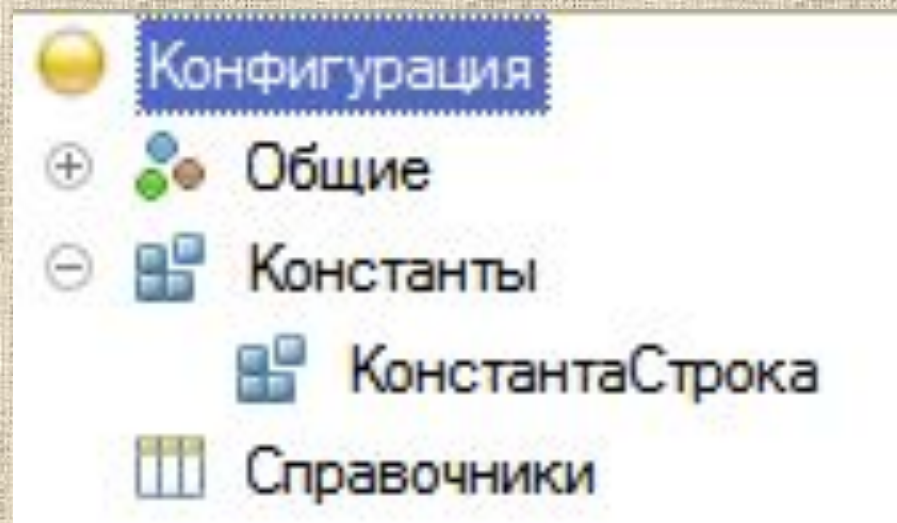 Конфигурация
Общие
Константы
КонстантаСтрока
Справочники